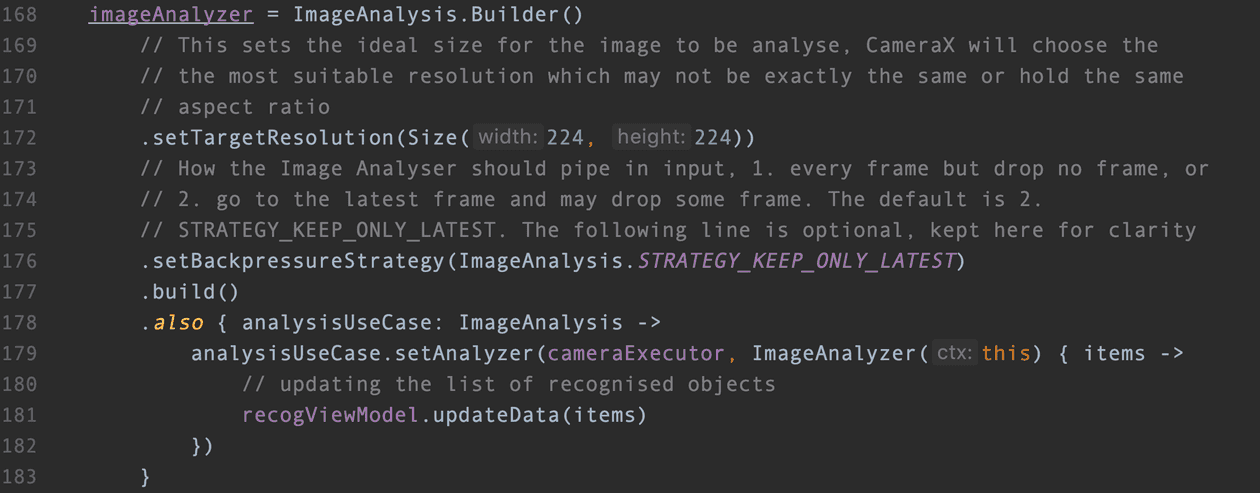 168 imageAnalyzer = ImageAnalysis.Builder()
169 // This sets the ideal size for the image to be analyse, CameraX will choose the
170 // the most suitable resolution which may not be exactly the same or hold the same
171 // aspect ratio
172 .setTargetResolution(Size( width: 224, height: 224))
173 // How the Image Analyser should pipe in input, 1. every frame but drop no frame, or
174 // 2. go to the latest frame and may drop some frame. The default is 2.
175 // STRATEGY_KEEP_ONLY_LATEST. The following line is optional, kept here for clarity
176 .setBackpressureStrategy(ImageAnalysis.STRATEGY_KEEP_ONLY_LATEST)
177 .build()
178 .also { analysisUseCase: ImageAnalysis ->
179 analysisUseCase.setAnalyzer(cameraExecutor, ImageAnalyzer( ctx: this) { items ->
180 // updating the list of recognised objects
181 recogViewModel.updateData(items)
182 })
183 }